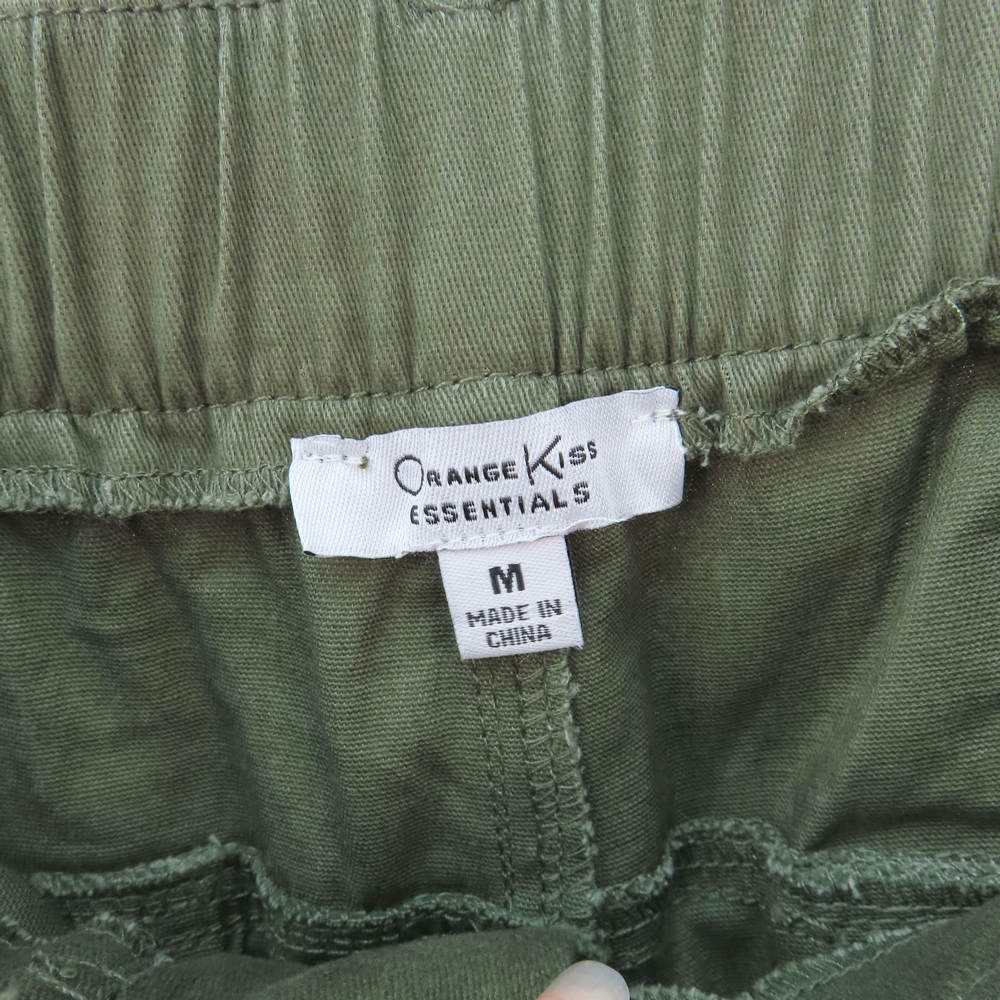 ORANGE KISS
ESSENTIALS
M
MADE IN
CHINA